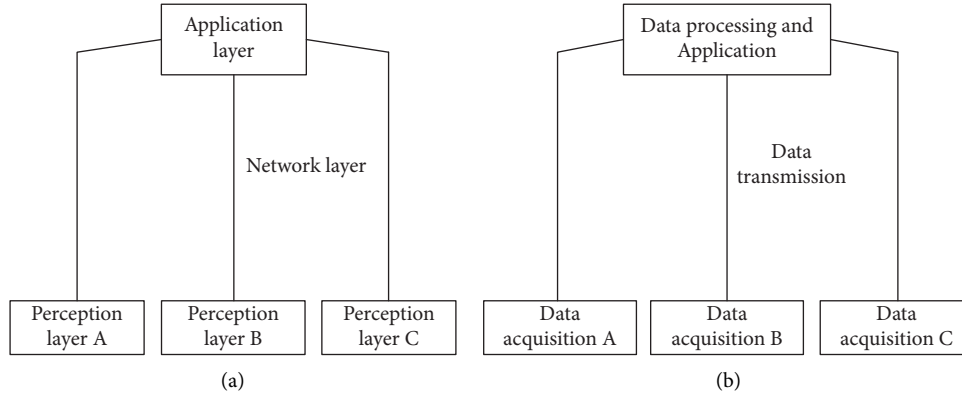 Application
layer
Network layer
Perception
layer A
Perception
layer B
Perception
layer C
(a)
Data processing and
Application
Data
transmission
Data
acquisition A
Data
acquisition B
Data
acquisition C
(b)